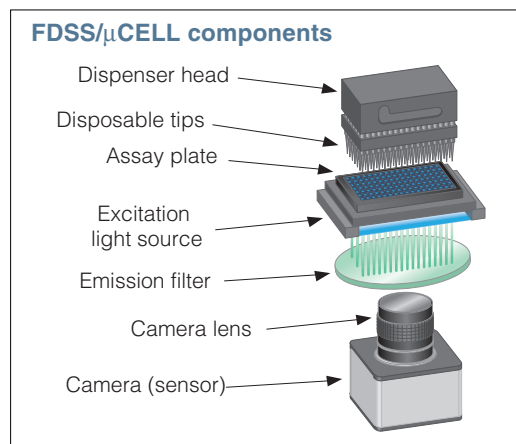 FDSS/µCELL components
Dispenser head
Disposable tips
Assay plate
Excitation
light source
Emission filter
Camera lens
Camera (sensor)